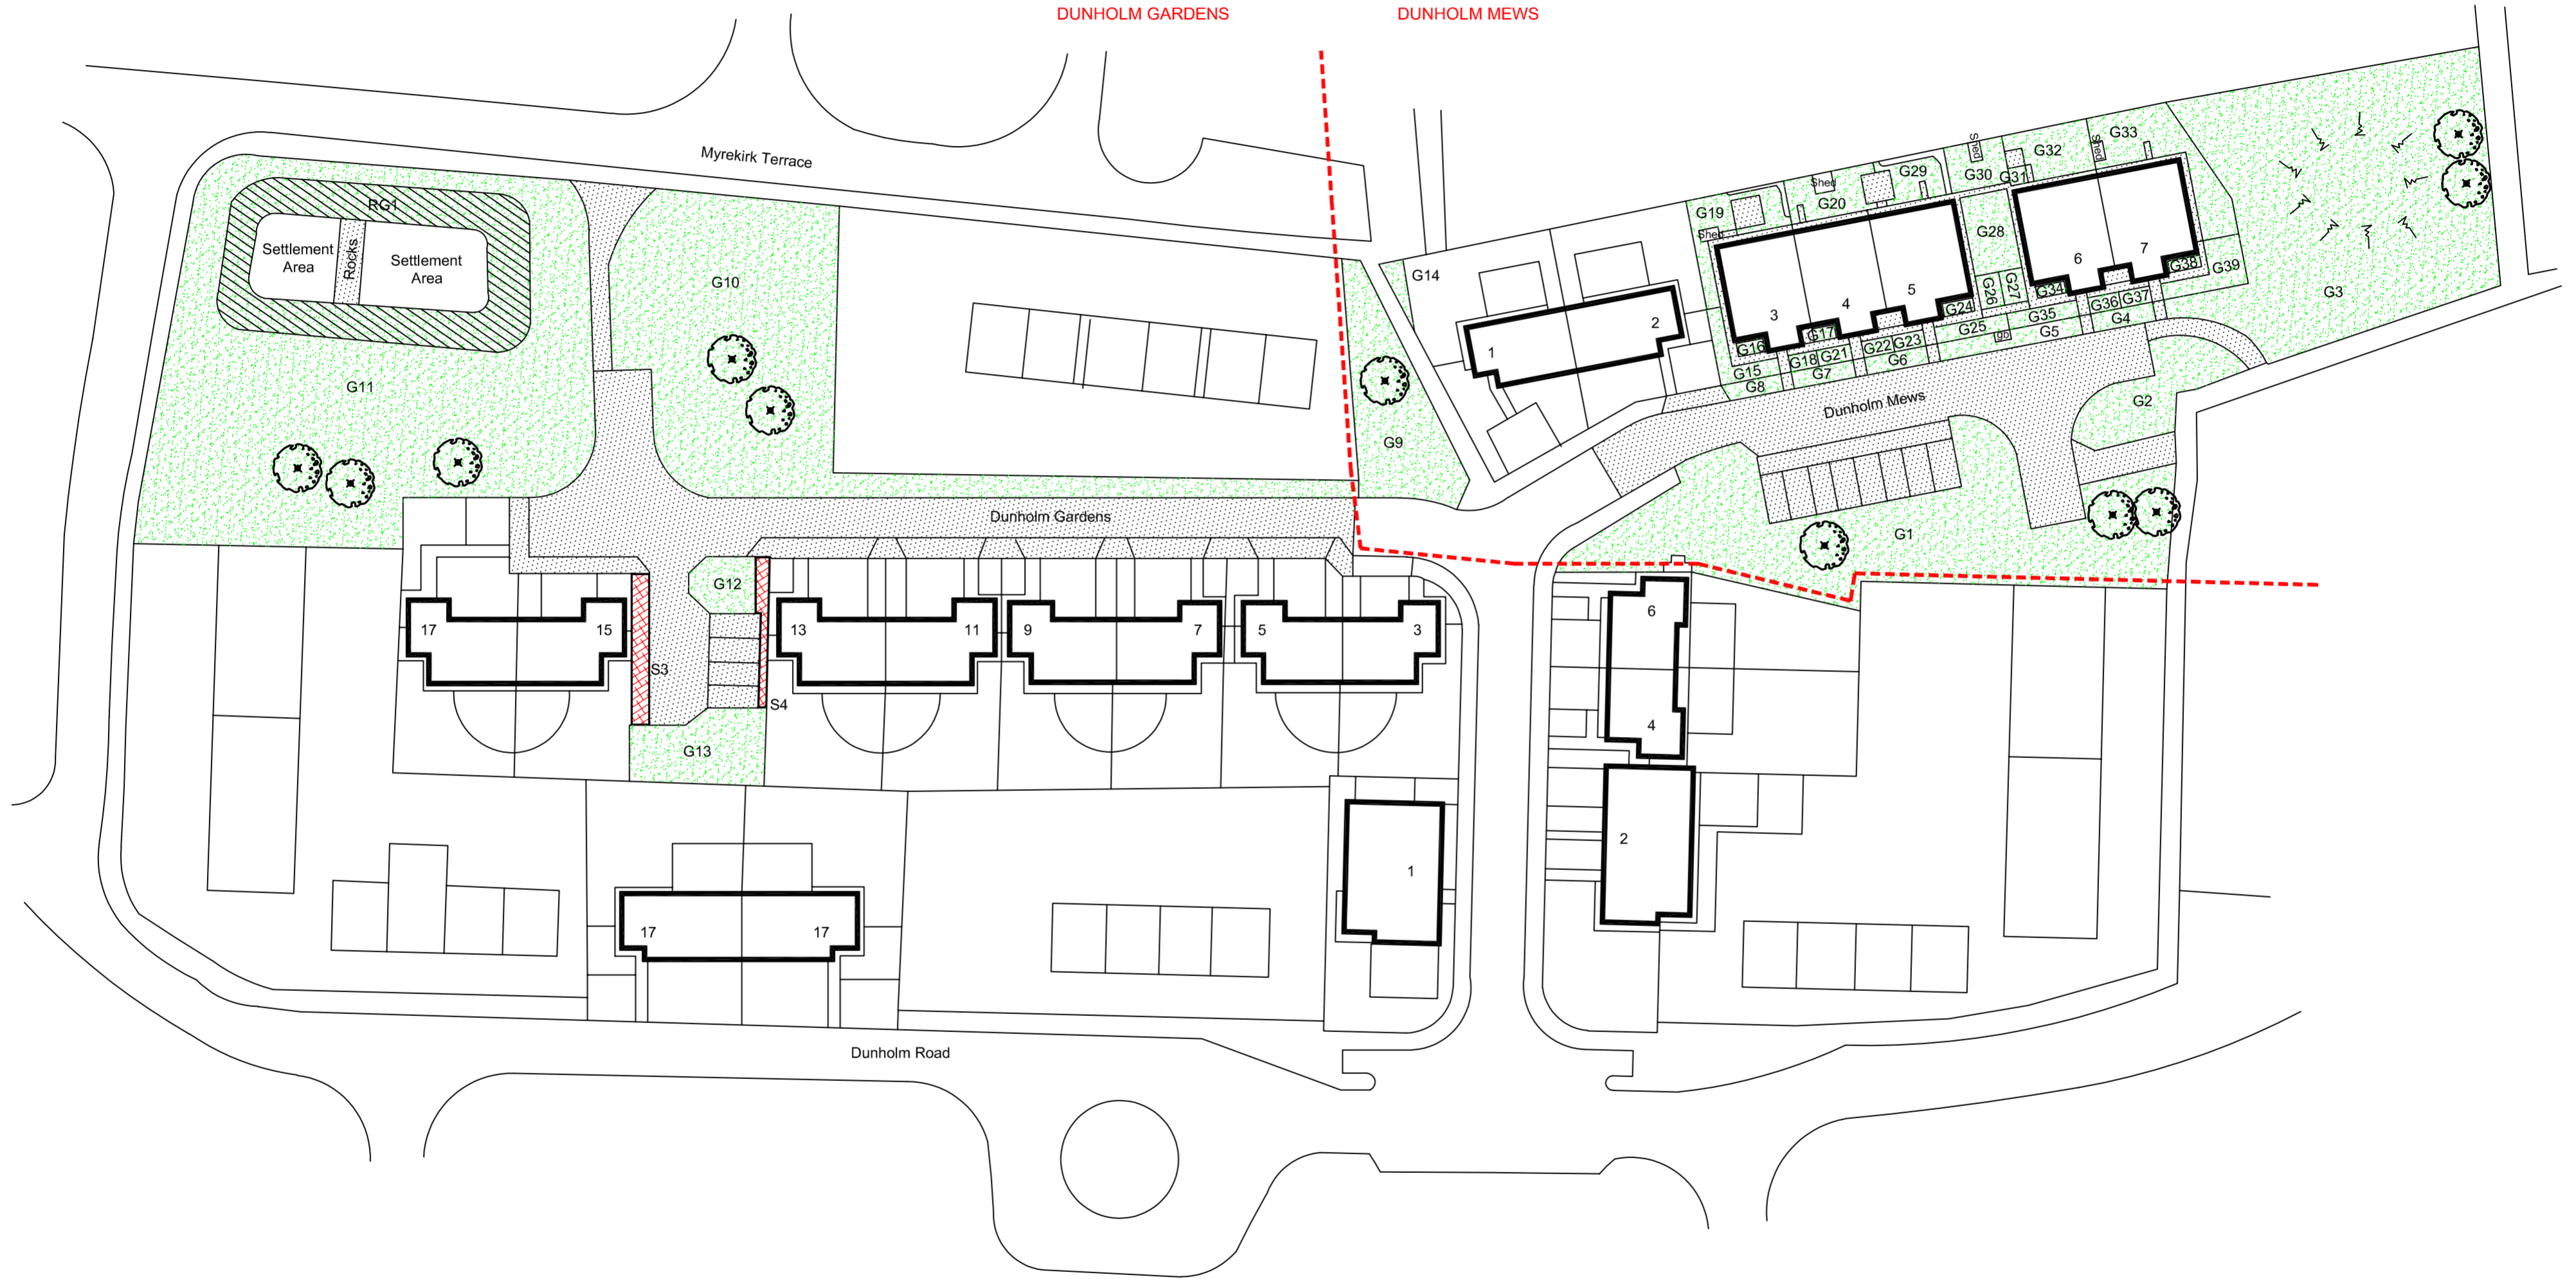 DUNHOLM GARDENS
DUNHOLM MEWS
Myrekirk Terrace
RG1
Settlement
Area
Rocks
Settlement
Area
G11
G10
G9
G14
1
2
G19
Shed
Shed
G20
G29
Shed
G30
G31
G32
Shed
G33
G28
3
4
5
6
7
G16
G17
G15
G18
G21
G22
G23
G24
G25
G26
G27
G34
G35
G36
G37
G38
G39
G8
G7
G6
gb
G5
G4
G3
G2
Dunholm Mews
G1
Dunholm Gardens
G12
S3
S4
G13
17
15
13
11
9
7
5
3
6
4
2
1
17
17
Dunholm Road